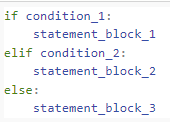 if condition_1:
    statement_block_1
elif condition_2:
    statement_block_2
else:
    statement_block_3